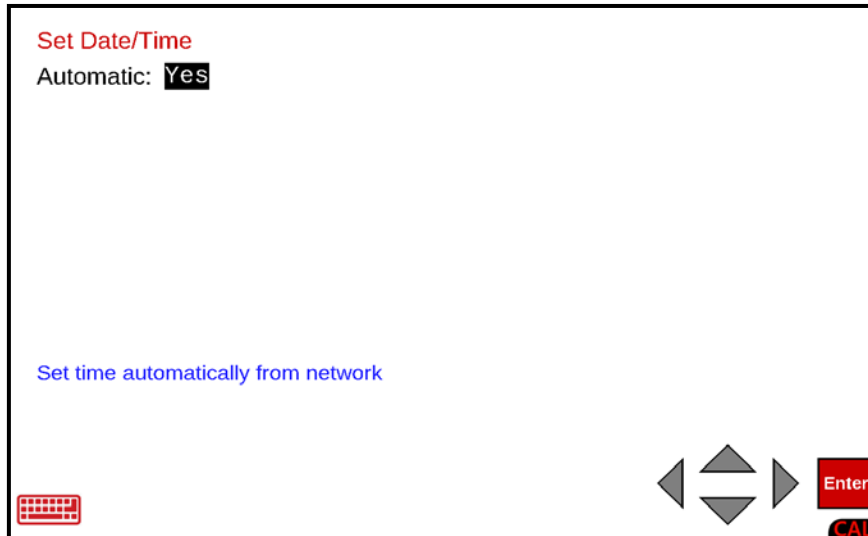 Set Date/Time
Automatic: Yes
Set time automatically from network
Enter